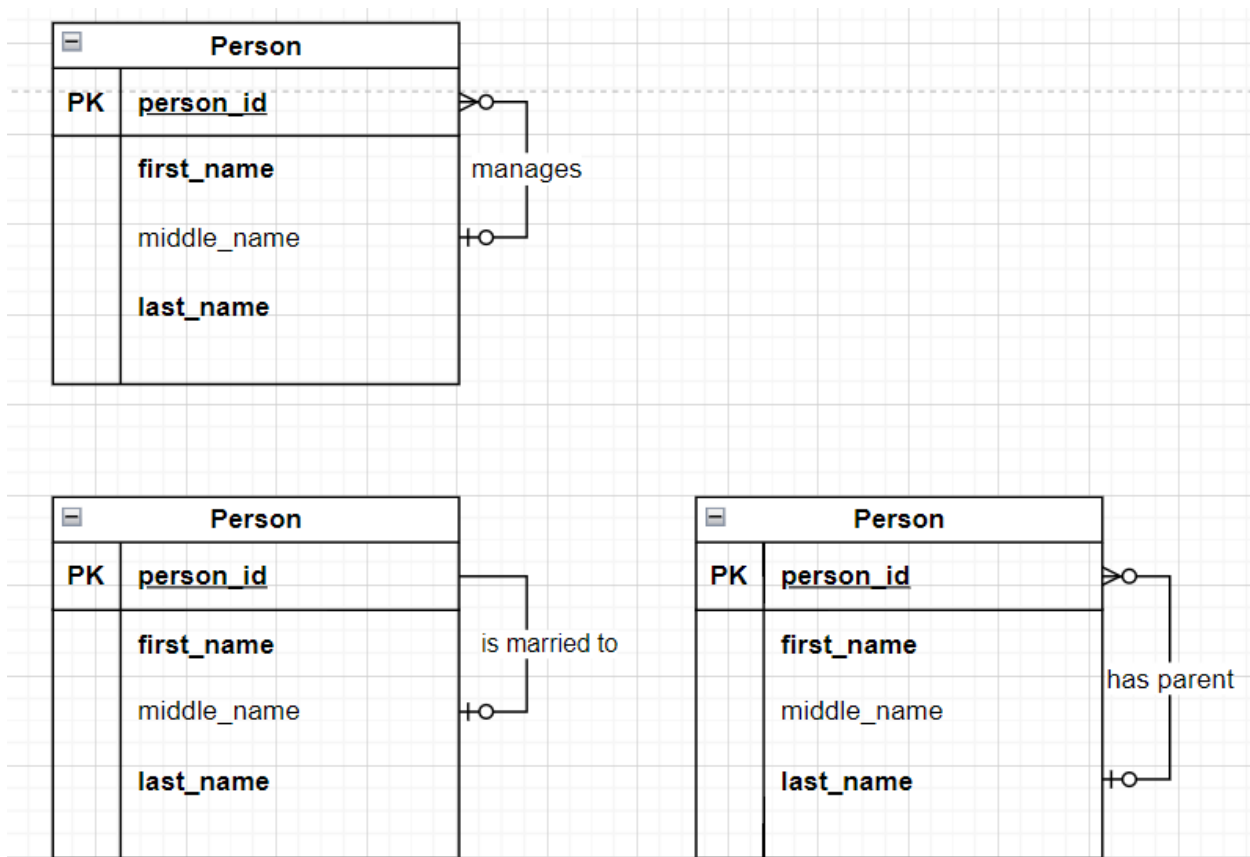 Person
PK person_id
first_name
manages
middle_name
last_name
Person
PK person_id
first_name
is married to
middle_name
last_name
Person
PK person_id
first_name
has parent
middle_name
last_name